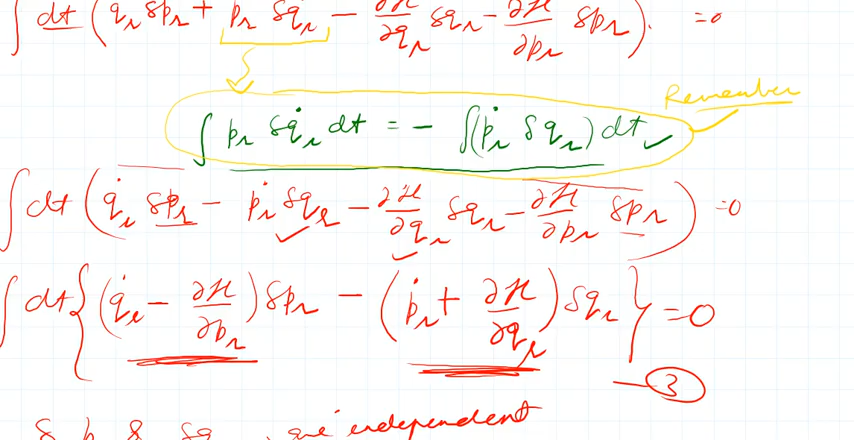 ∫ dt (q̇ᵣ δpᵣ + pᵣ δq̇ᵣ − ∂H/∂qᵣ δqᵣ − ∂H/∂pᵣ δpᵣ). = 0
Remember
∫ pᵣ δq̇ᵣ dt = − ∫(ṗᵣ δqᵣ) dt ✓
∫ dt (q̇ᵣ δpᵣ − ṗᵣ δqᵣ − ∂H/∂qᵣ δqᵣ − ∂H/∂pᵣ δpᵣ) = 0
∫ dt {(q̇ᵣ − ∂H/∂pᵣ) δpᵣ − (ṗᵣ + ∂H/∂qᵣ) δqᵣ} = 0
— 3
are independent